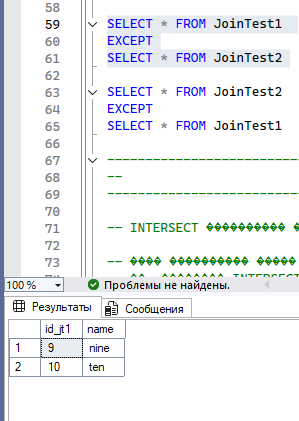 58
59 SELECT * FROM JoinTest1
60 EXCEPT
61 SELECT * FROM JoinTest2
62
63 SELECT * FROM JoinTest2
64 EXCEPT
65 SELECT * FROM JoinTest1
66
67 ---------------------------
68 --
69 ---------------------------
70
71 -- INTERSECT ����������
72
73 -- ���� ���������� �����
INTERSECT
100 %
Проблемы не найдены.
Результаты Сообщения
id_jt1 name
1 9 nine
2 10 ten